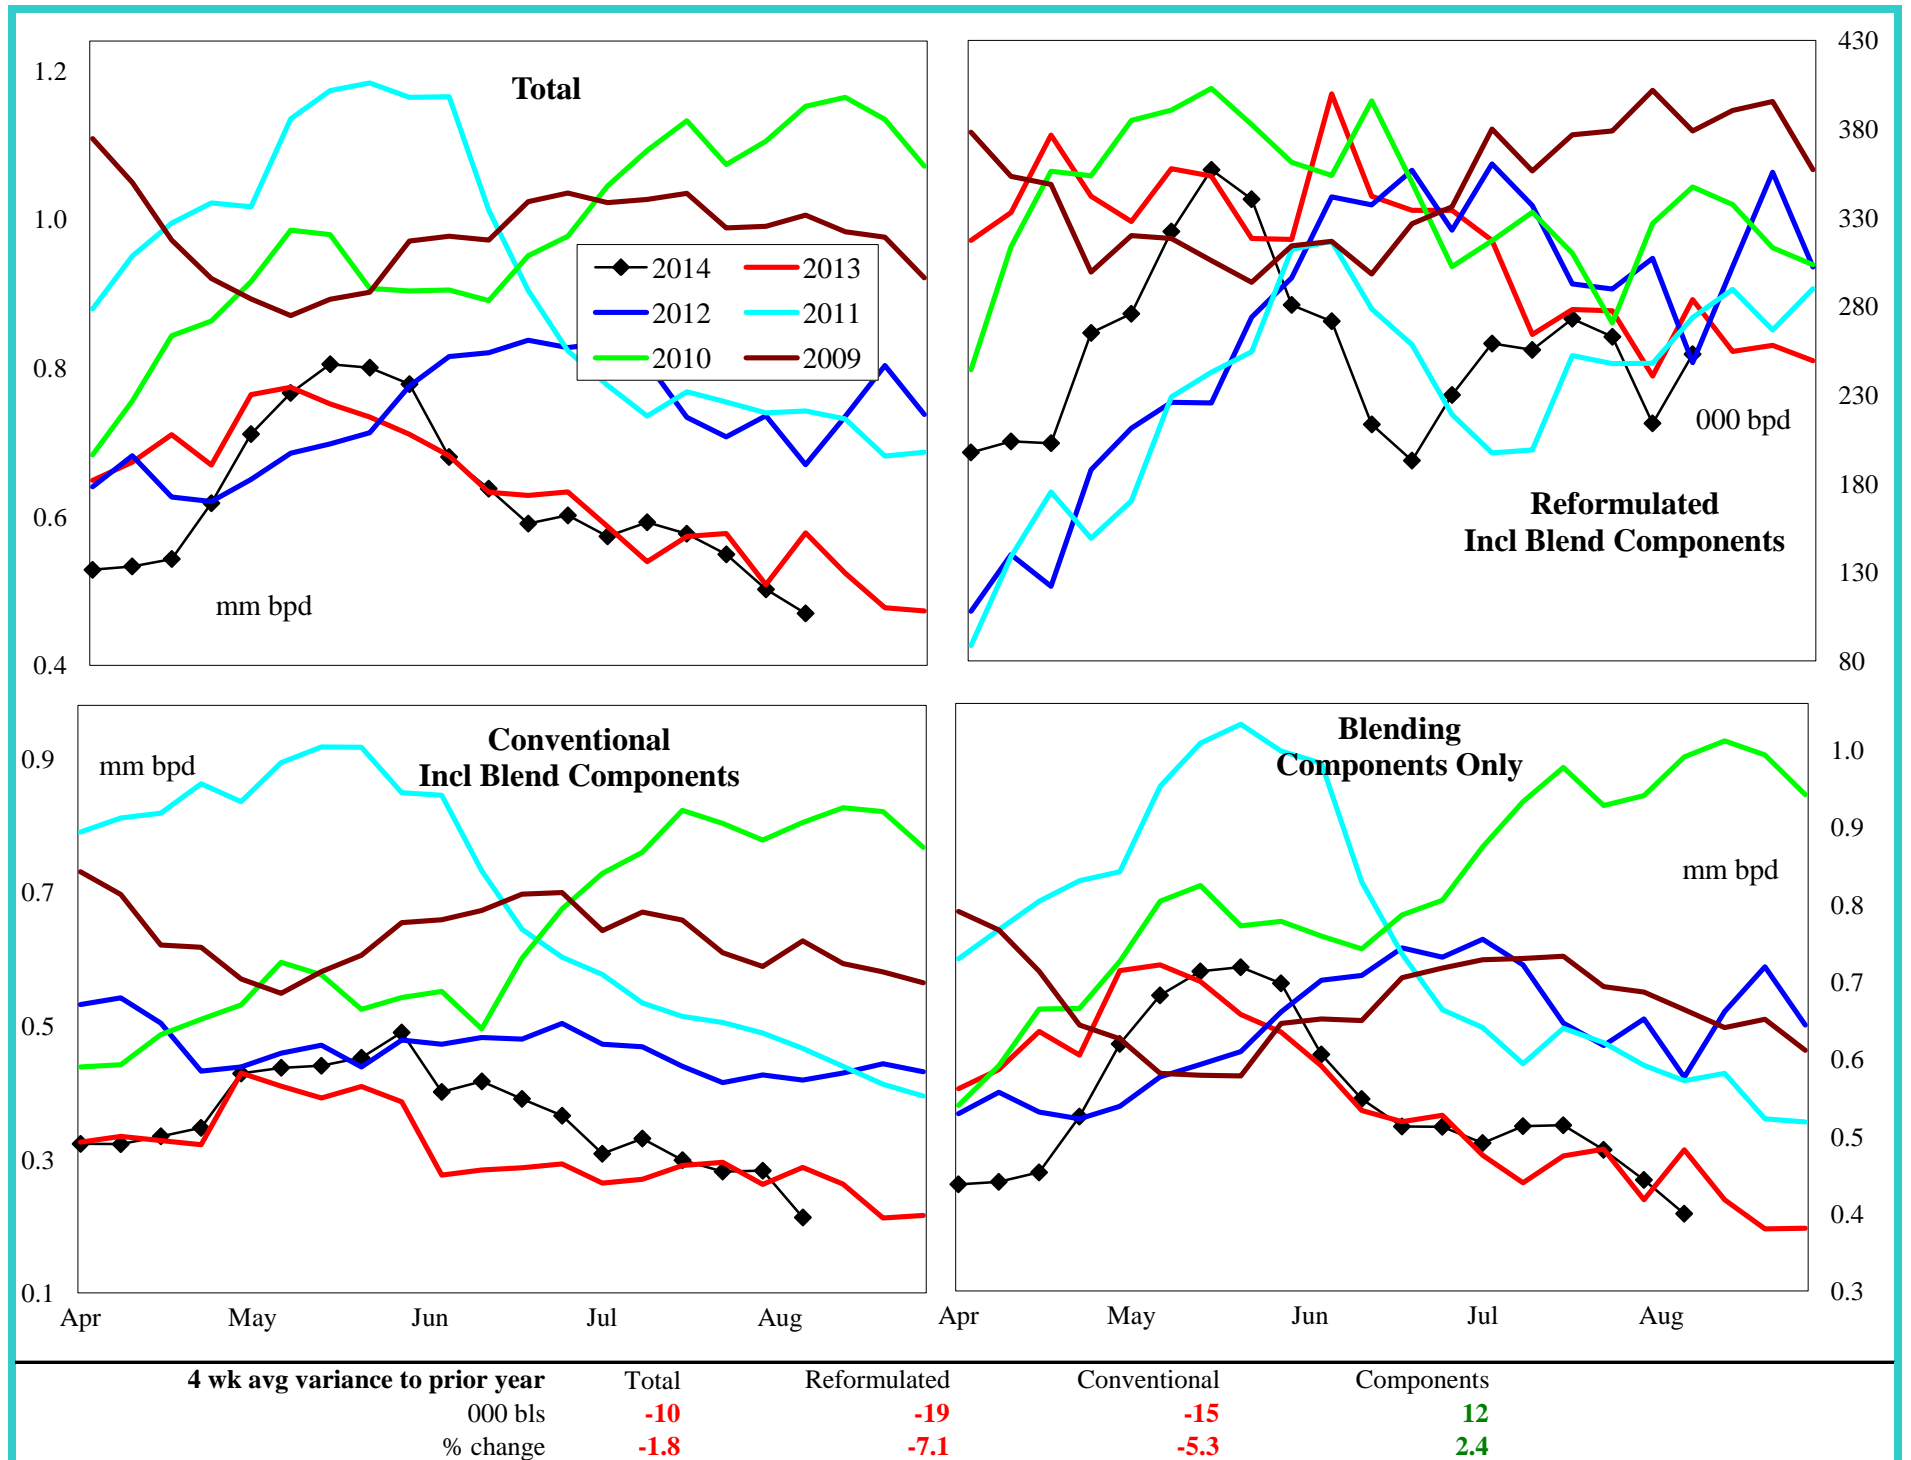 Total
1.2
1.0
0.8
0.6
0.4
mm bpd
2014 2013
2012 2011
2010 2009
430
380
330
280
230
180
130
80
000 bpd
Reformulated
Incl Blend Components
Conventional
Incl Blend Components
mm bpd
0.9
0.7
0.5
0.3
0.1
Apr May Jun Jul Aug
Blending
Components Only
mm bpd
1.0
0.9
0.8
0.7
0.6
0.5
0.4
0.3
Apr May Jun Jul Aug
4 wk avg variance to prior year Total Reformulated Conventional Components
000 bls -10 -19 -15 12
% change -1.8 -7.1 -5.3 2.4